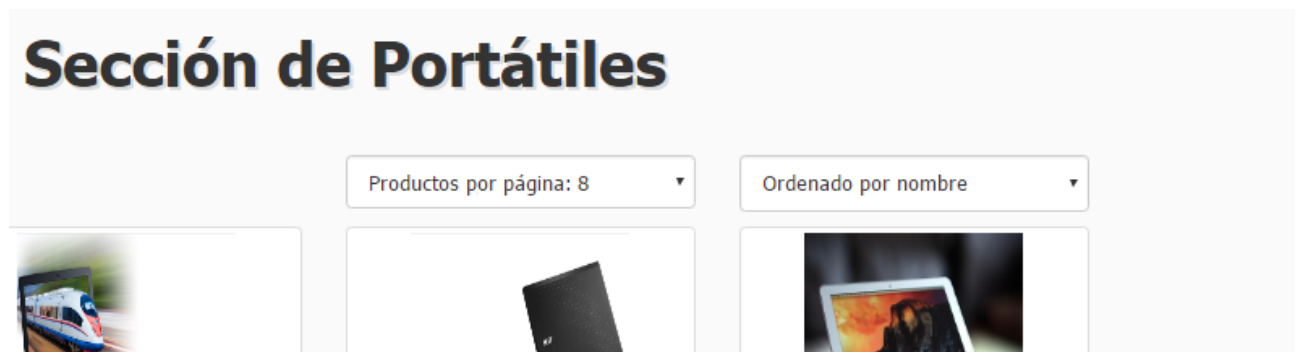 Sección de Portátiles
Productos por página: 8
Ordenado por nombre